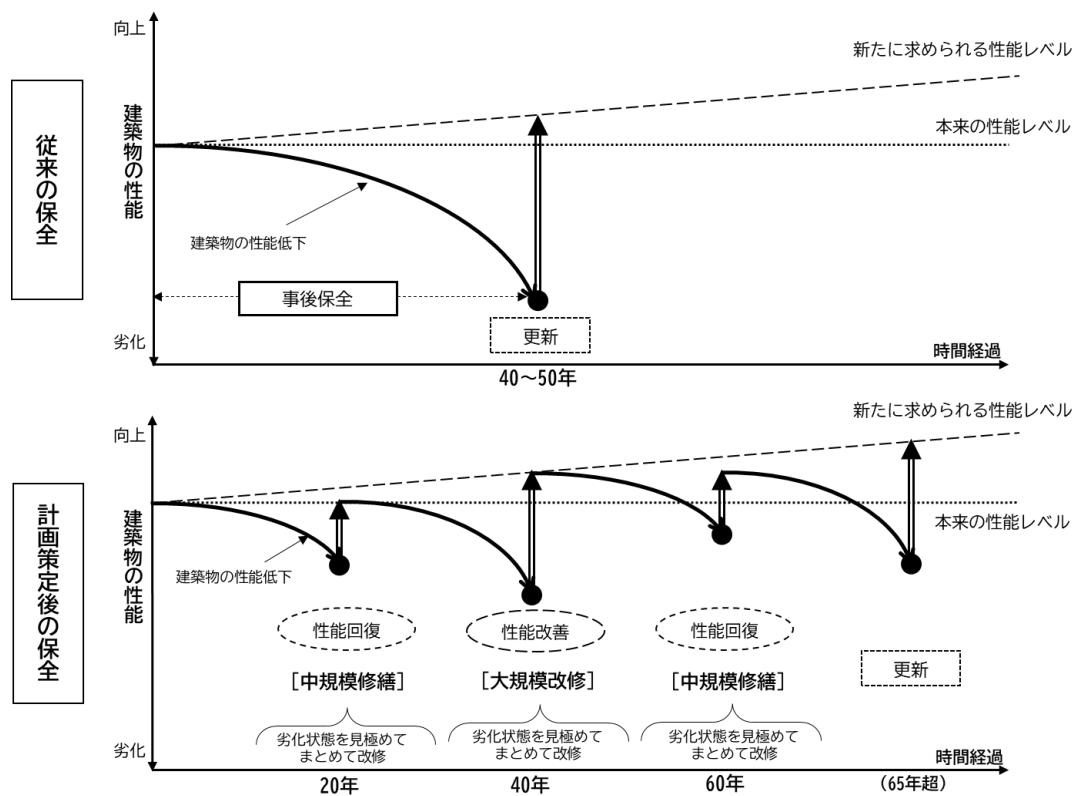 従来の保全
向上
建築物の性能
劣化
新たに求められる性能レベル
本来の性能レベル
建築物の性能低下
事後保全
更新
時間経過
40～50年
計画策定後の保全
向上
建築物の性能
劣化
新たに求められる性能レベル
本来の性能レベル
建築物の性能低下
性能回復
性能改善
性能回復
更新
［中規模修繕］
［大規模改修］
［中規模修繕］
劣化状態を見極めて
まとめて改修
劣化状態を見極めて
まとめて改修
劣化状態を見極めて
まとめて改修
時間経過
20年
40年
60年
（65年超）